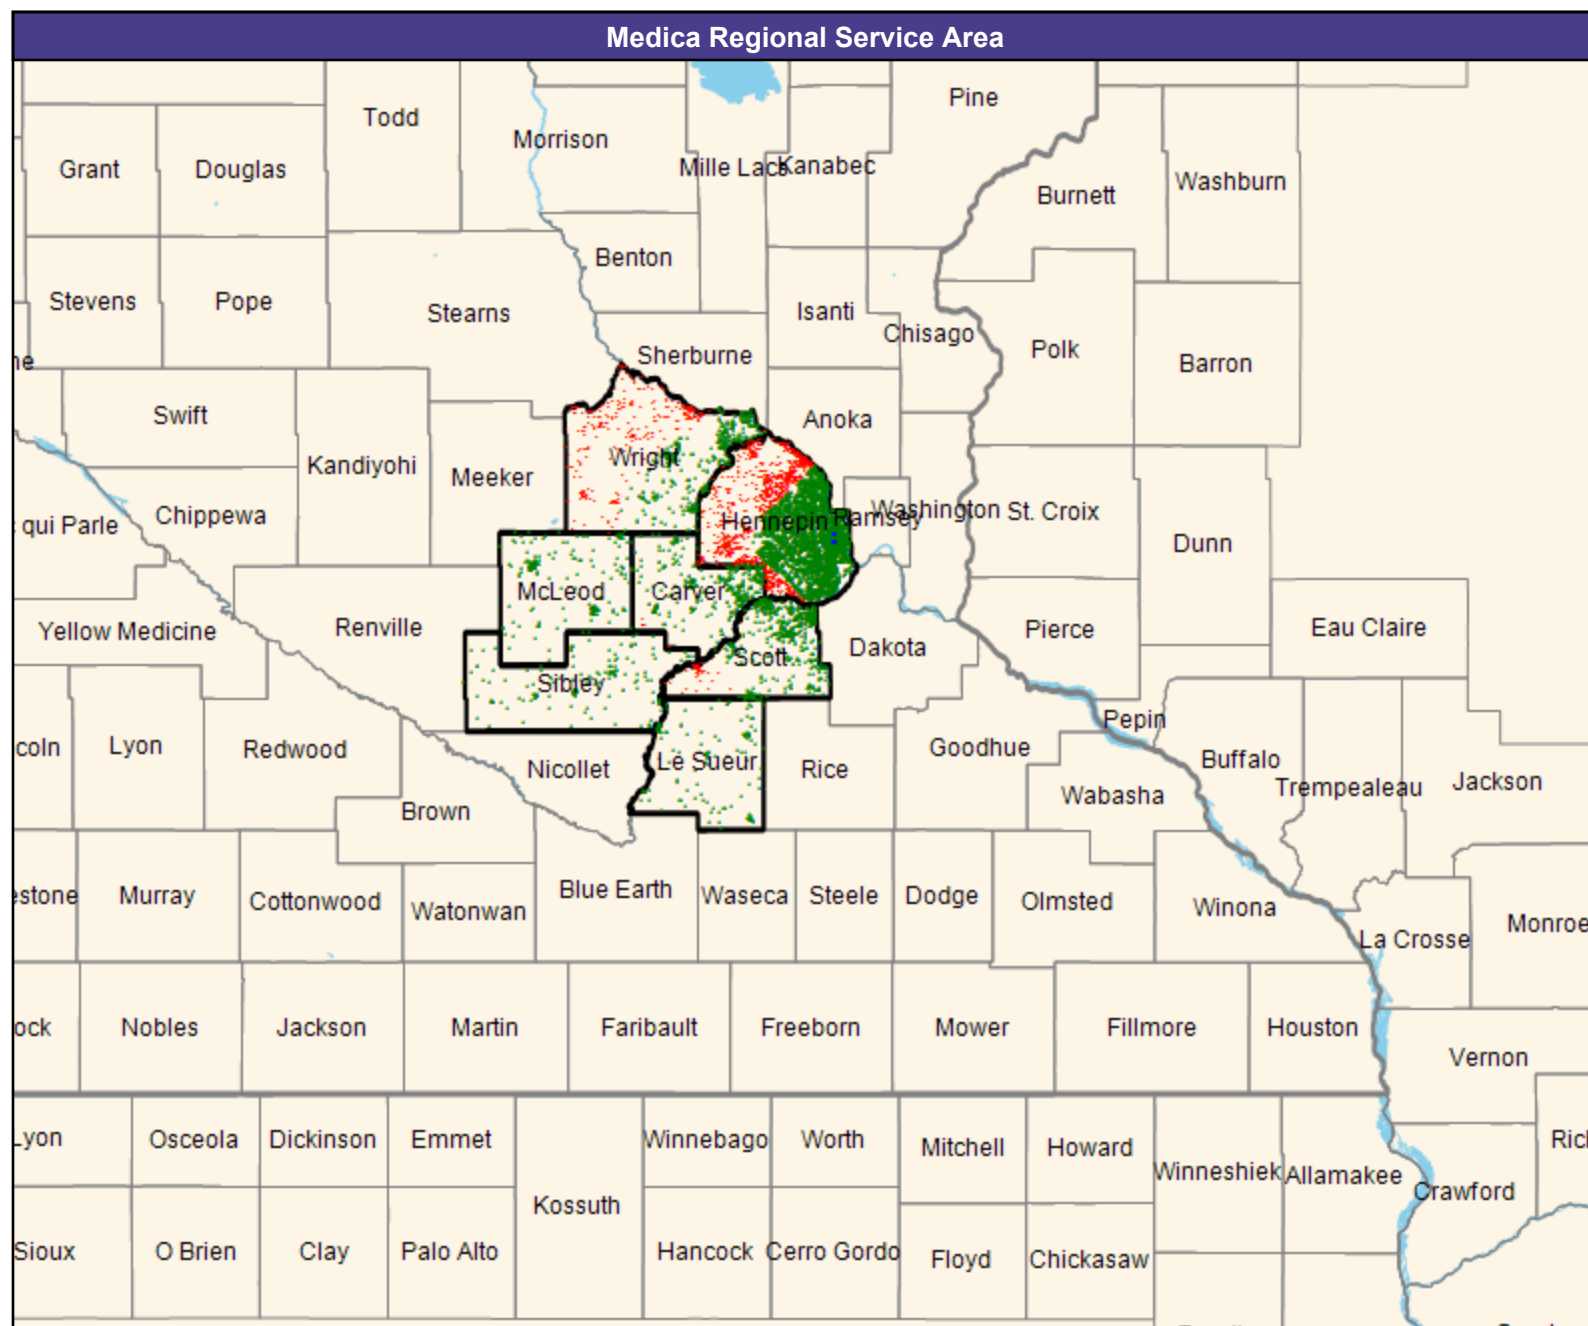 Medica Regional Service Area
Pine
Todd
Morrison
Mille Lacs
Kanabec
Grant
Douglas
Burnett
Washburn
Benton
Stevens
Pope
Stearns
Isanti
Chisago
Sherburne
Polk
Barron
ne
Swift
Anoka
Wright
Kandiyohi
Meeker
Hennepin
Ramsey
Washington
St. Croix
qui Parle
Chippewa
Dunn
McLeod
Carver
Yellow Medicine
Renville
Pierce
Eau Claire
Dakota
Scott
Sibley
Pepin
coln
Lyon
Redwood
Goodhue
Buffalo
Nicollet
Le Sueur
Rice
Trempealeau
Jackson
Wabasha
Brown
estone
Murray
Cottonwood
Watonwan
Blue Earth
Waseca
Steele
Dodge
Olmsted
Winona
La Crosse
Monroe
ock
Nobles
Jackson
Martin
Faribault
Freeborn
Mower
Fillmore
Houston
Vernon
Lyon
Osceola
Dickinson
Emmet
Winnebago
Worth
Mitchell
Howard
Winneshiek
Allamakee
Crawford
Kossuth
Sioux
O Brien
Clay
Palo Alto
Hancock
Cerro Gordo
Floyd
Chickasaw